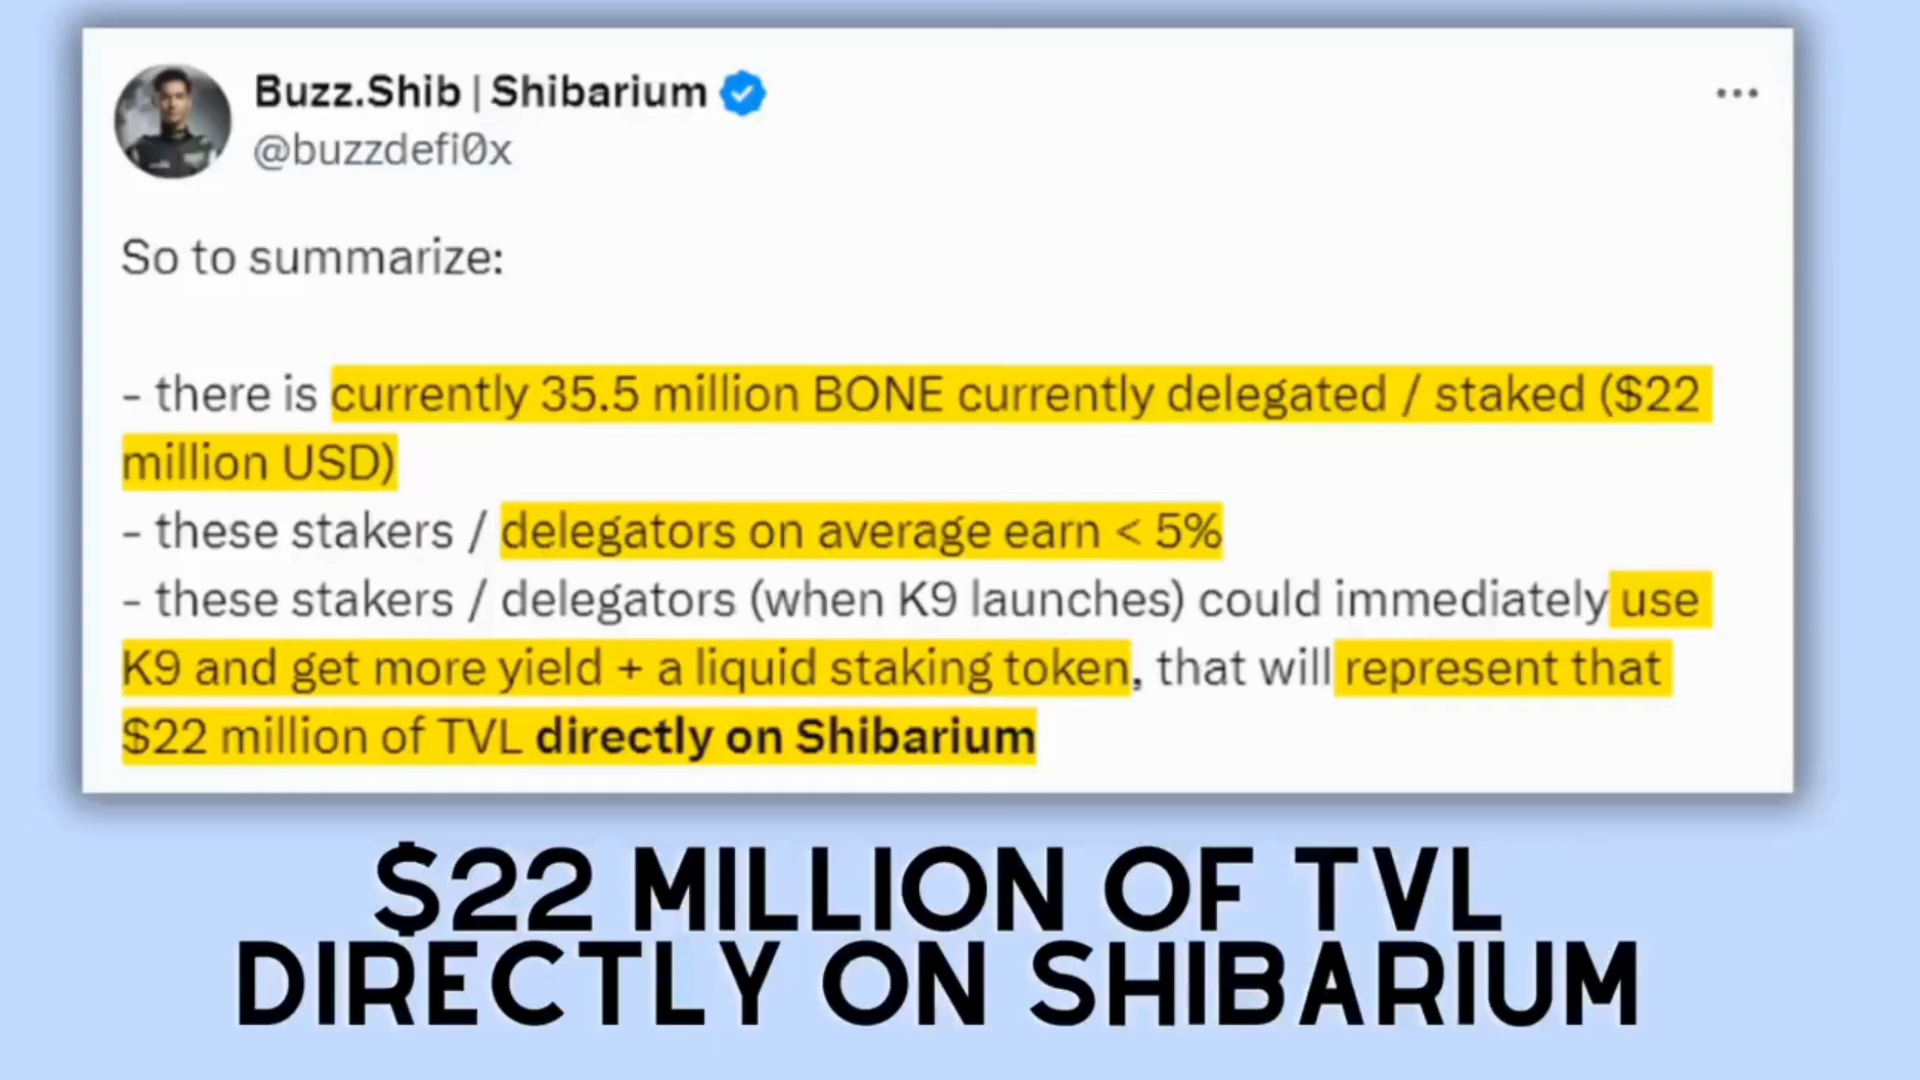 Buzz.Shib | Shibarium
@buzzdefi0x
So to summarize:
- there is currently 35.5 million BONE currently delegated / staked ($22
million USD)
- these stakers / delegators on average earn < 5%
- these stakers / delegators (when K9 launches) could immediately use
K9 and get more yield + a liquid staking token, that will represent that
$22 million of TVL directly on Shibarium
$22 MILLION OF TVL
DIRECTLY ON SHIBARIUM